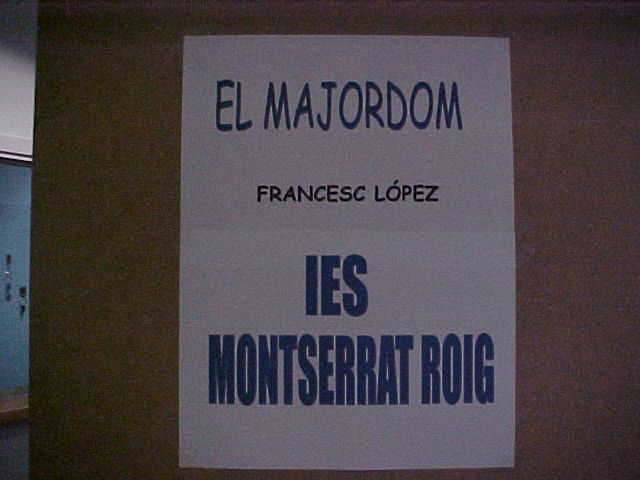 EL MAJORDOM
FRANCESC LÓPEZ
IES
MONTSERRAT ROIG